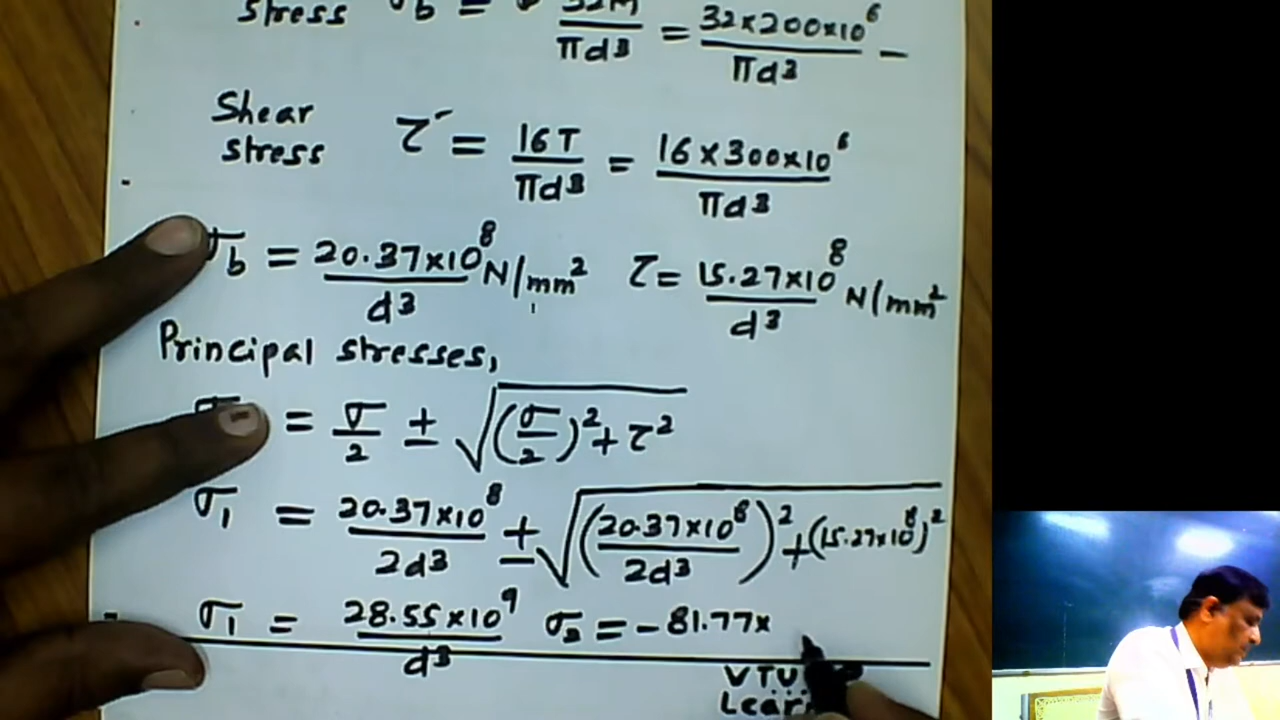 stress σb = 32M/πd³ = 32×200×10⁶/πd³ –
Shear stress τ = 16T/πd³ = 16×300×10⁶/πd³
σb = 20.37×10⁸/d³ N/mm² τ = 15.27×10⁸/d³ N/mm²
Principal stresses,
= σ/2 ± √((σ/2)² + τ²)
σ1 = 20.37×10⁸/2d³ ± √((20.37×10⁸/2d³)² + (15.27×10⁸)²)
σ1 = 28.55×10⁹/d³ σ2 = -81.77×
VTU
Lear